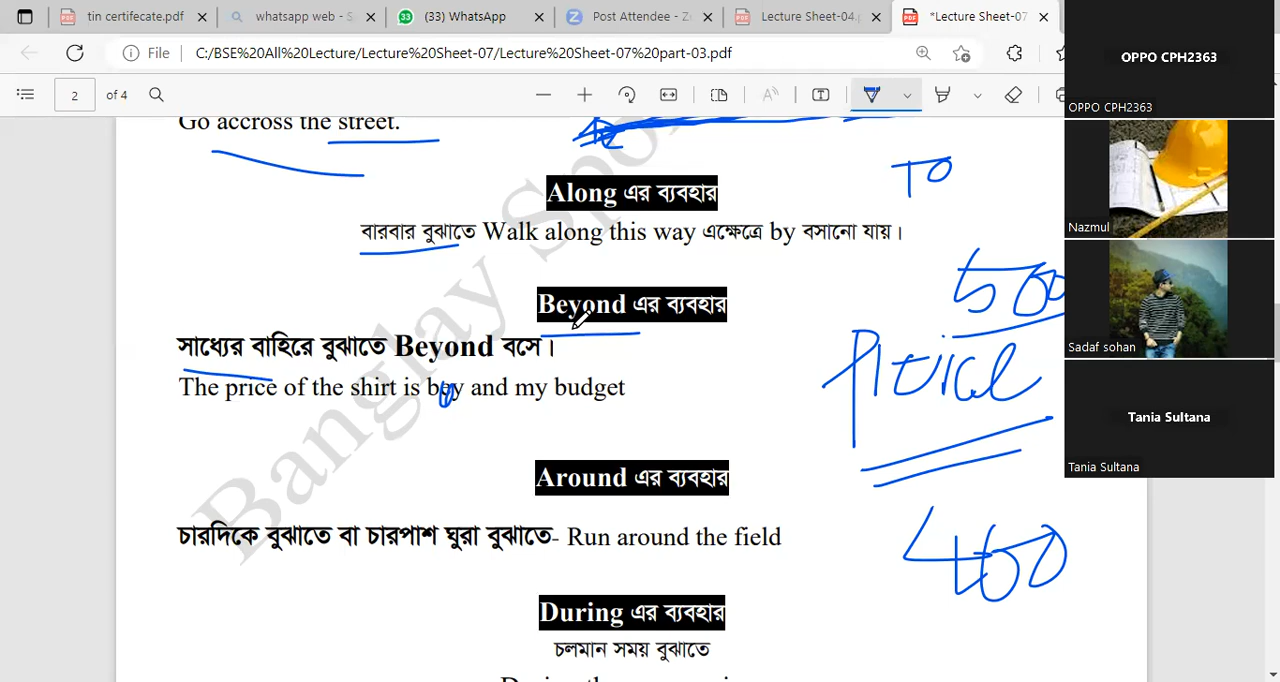 tin certifecate.pdf
whatsapp web - S
(33) WhatsApp
Post Attendee - Z
Lecture Sheet-04.
*Lecture Sheet-07
File C:/BSE%20All%20Lecture/Lecture%20Sheet-07/Lecture%20Sheet-07%20part-03.pdf
2 of 4
Go accross the street.
To
Along এর ব্যবহার
বারবার বুঝাতে Walk along this way এক্ষেত্রে by বসানো যায়।
500
Beyond এর ব্যবহার
সাধ্যের বাহিরে বুঝাতে Beyond বসে।
The price of the shirt is bey and my budget
Around এর ব্যবহার
চারদিকে বুঝাতে বা চারপাশ ঘুরা বুঝাতে- Run around the field
400
During এর ব্যবহার
চলমান সময় বুঝাতে
Banglay Spo
OPPO CPH2363
OPPO CPH2363
Nazmul
Sadaf sohan
Tania Sultana
Tania Sultana